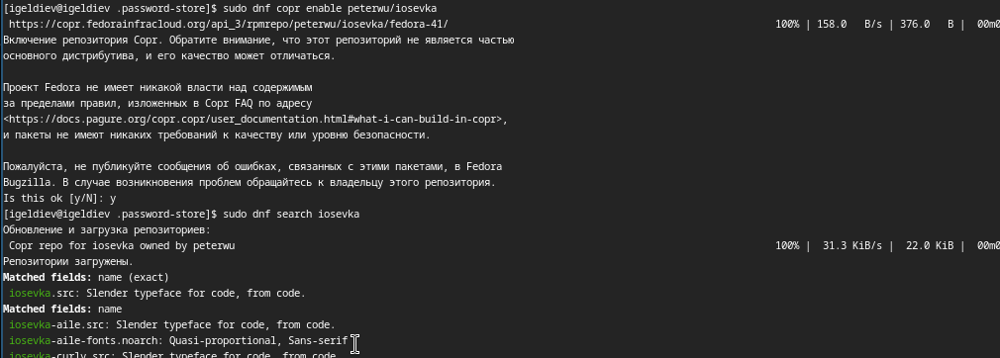 [igeldiev@igeldiev .password-store]$ sudo dnf copr enable peterwu/iosevka
https://copr.fedorainfracloud.org/api_3/rpmrepo/peterwu/iosevka/fedora-41/ 100% | 158.0 B/s | 376.0 B | 00m0
Включение репозитория Copr. Обратите внимание, что этот репозиторий не является частью
основного дистрибутива, и его качество может отличаться.
Проект Fedora не имеет никакой власти над содержимым
за пределами правил, изложенных в Copr FAQ по адресу
<https://docs.pagure.org/copr.copr/user_documentation.html#what-i-can-build-in-copr>,
и пакеты не имеют никаких требований к качеству или уровню безопасности.
Пожалуйста, не публикуйте сообщения об ошибках, связанных с этими пакетами, в Fedora
Bugzilla. В случае возникновения проблем обращайтесь к владельцу этого репозитория.
Is this ok [y/N]: y
[igeldiev@igeldiev .password-store]$ sudo dnf search iosevka
Обновление и загрузка репозиториев:
Copr repo for iosevka owned by peterwu 100% | 31.3 KiB/s | 22.0 KiB | 00m0
Репозитории загружены.
Matched fields: name (exact)
iosevka.src: Slender typeface for code, from code.
Matched fields: name
iosevka-aile.src: Slender typeface for code, from code.
iosevka-aile-fonts.noarch: Quasi-proportional, Sans-serif
iosevka-curly.src: Slender typeface for code, from code.